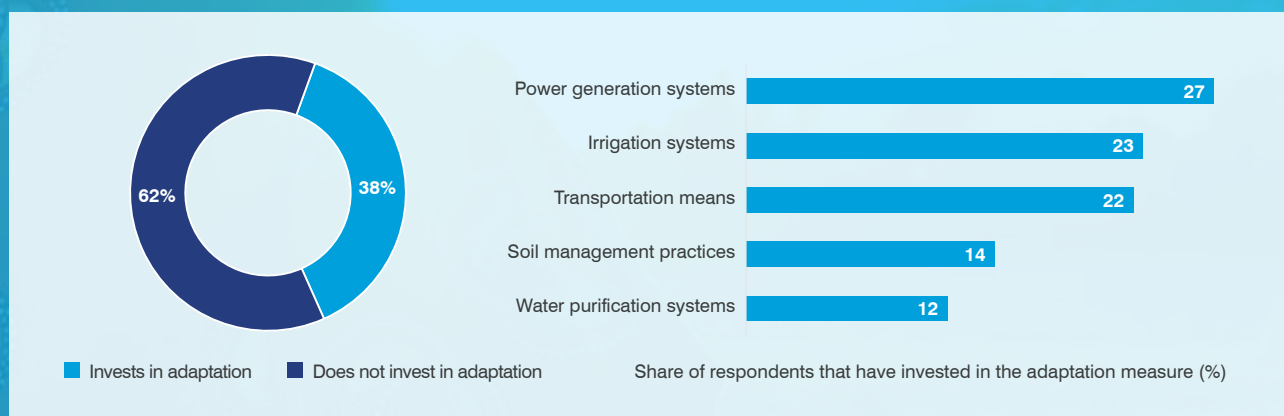 62%
38%
Invests in adaptation
Does not invest in adaptation
Power generation systems
27
Irrigation systems
23
Transportation means
22
Soil management practices
14
Water purification systems
12
Share of respondents that have invested in the adaptation measure (%)